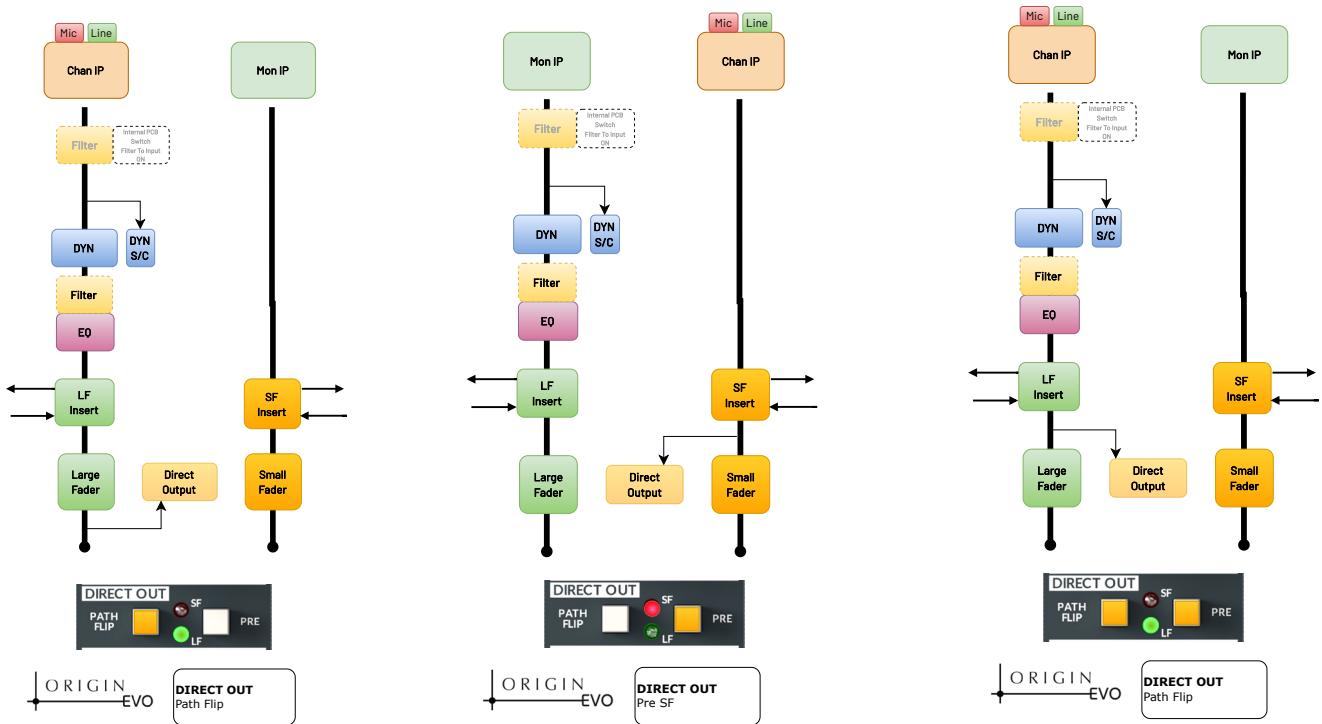 Mic
Line
Chan IP
Mon IP
Filter
Internal PCB
Switch
Filter To Input
ON
DYN
DYN
S/C
Filter
EQ
LF
Insert
SF
Insert
Large
Fader
Direct
Output
Small
Fader
DIRECT OUT
PATH
FLIP
SF
LF
PRE
ORIGIN
EVO
DIRECT OUT
Path Flip
Mon IP
Mic
Line
Chan IP
Filter
Internal PCB
Switch
Filter To Input
ON
DYN
DYN
S/C
Filter
EQ
LF
Insert
SF
Insert
Large
Fader
Direct
Output
Small
Fader
DIRECT OUT
PATH
FLIP
SF
LF
PRE
ORIGIN
EVO
DIRECT OUT
Pre SF
Mic
Line
Chan IP
Mon IP
Filter
Internal PCB
Switch
Filter To Input
ON
DYN
DYN
S/C
Filter
EQ
LF
Insert
SF
Insert
Large
Fader
Direct
Output
Small
Fader
DIRECT OUT
PATH
FLIP
SF
LF
PRE
ORIGIN
EVO
DIRECT OUT
Path Flip